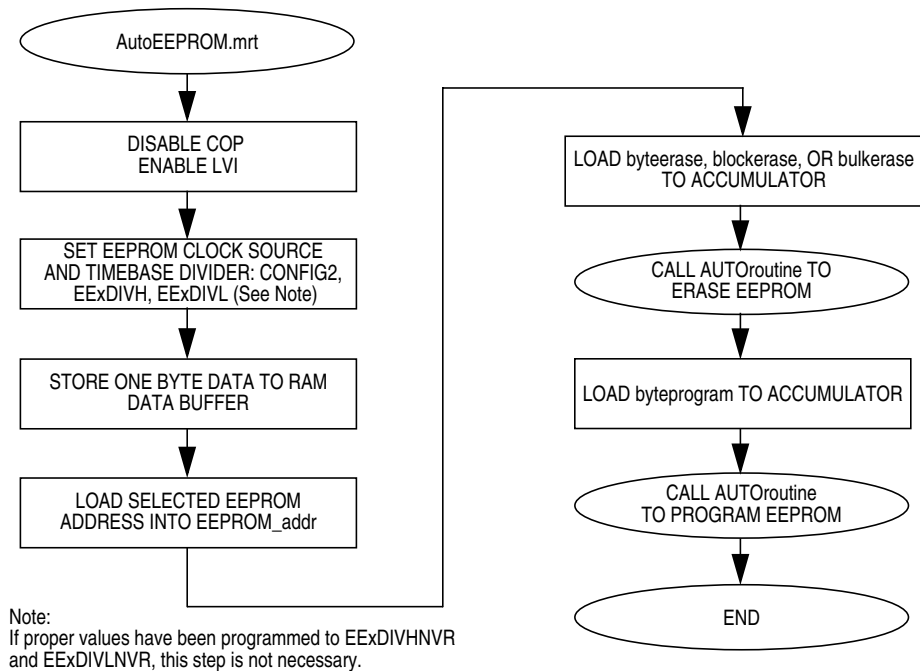 AutoEEPROM.mrt
DISABLE COP
ENABLE LVI
SET EEPROM CLOCK SOURCE
AND TIMEBASE DIVIDER: CONFIG2,
EExDIVH, EExDIVL (See Note)
STORE ONE BYTE DATA TO RAM
DATA BUFFER
LOAD SELECTED EEPROM
ADDRESS INTO EEPROM_addr
LOAD byteerase, blockerase, OR bulkerase
TO ACCUMULATOR
CALL AUTOroutine TO
ERASE EEPROM
LOAD byteprogram TO ACCUMULATOR
CALL AUTOroutine
TO PROGRAM EEPROM
END
Note:
If proper values have been programmed to EExDIVHNVR
and EExDIVLNVR, this step is not necessary.